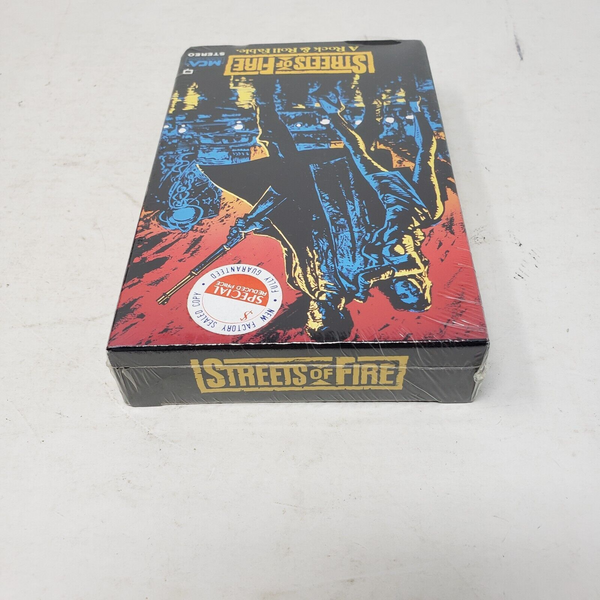 STREETS OF FIRE
A Rock & Roll Fable.
MCA
STEREO
NEW FACTORY SEALED COPY
FULLY GUARANTEED
SPECIAL
REDUCED PRICE
STREETS OF FIRE